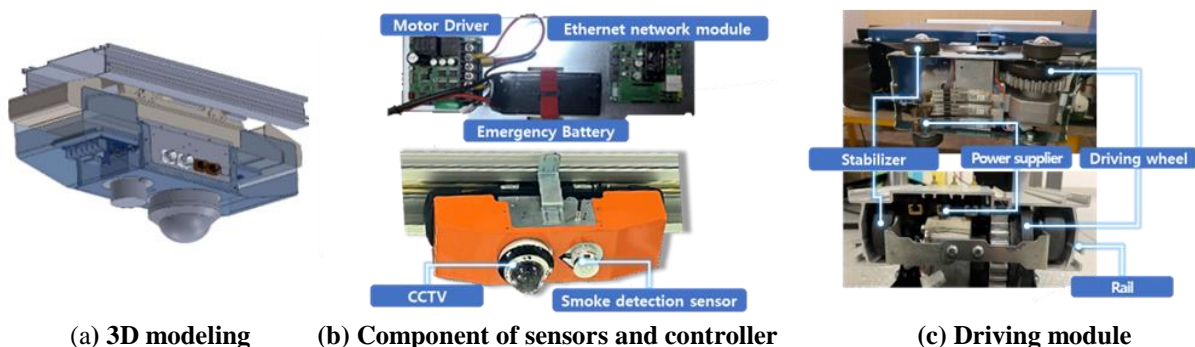 Motor Driver
Ethernet network module
Emergency Battery
CCTV
Smoke detection sensor
Stabilizer
Power supplier
Driving wheel
Rail
(a) 3D modeling
(b) Component of sensors and controller
(c) Driving module